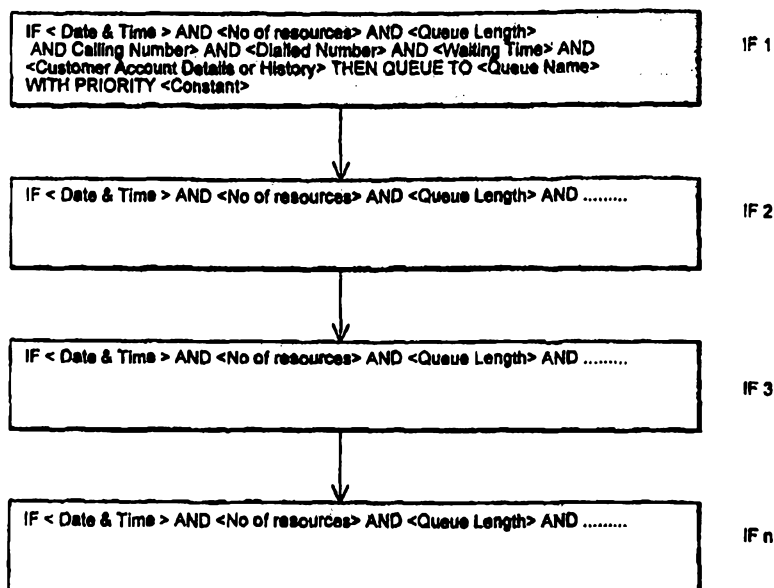 IF < Date & Time > AND <No of resources> AND <Queue Length>
AND Calling Number> AND <Dialled Number> AND <Waiting Time> AND
<Customer Account Details or History> THEN QUEUE TO <Queue Name>
WITH PRIORITY <Constant>
IF 1
IF < Date & Time > AND <No of resources> AND <Queue Length> AND .........
IF 2
IF < Date & Time > AND <No of resources> AND <Queue Length> AND .........
IF 3
IF < Date & Time > AND <No of resources> AND <Queue Length> AND .........
IF n